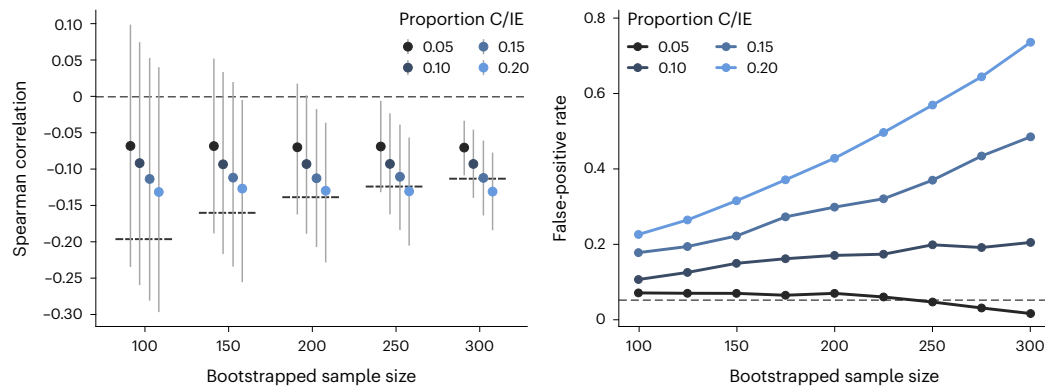 Proportion C/IE
0.05 0.15
0.10 0.20
0.10
0.05
0
–0.05
–0.10
–0.15
–0.20
–0.25
–0.30
Spearman correlation
100 150 200 250 300
Bootstrapped sample size
Proportion C/IE
0.05 0.15
0.10 0.20
0.8
0.6
0.4
0.2
0
False-positive rate
100 150 200 250 300
Bootstrapped sample size